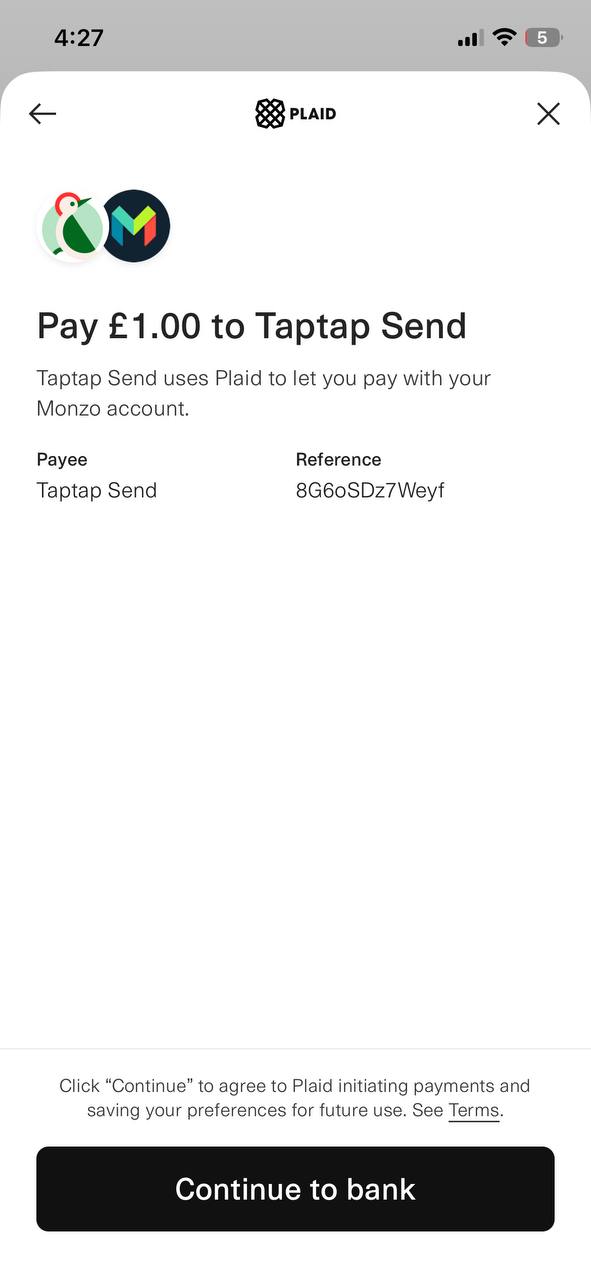 4:27
5
PLAID
Pay £1.00 to Taptap Send
Taptap Send uses Plaid to let you pay with your
Monzo account.
Payee
Reference
Taptap Send
8G6oSDz7Weyf
Click “Continue” to agree to Plaid initiating payments and
saving your preferences for future use. See Terms.
Continue to bank